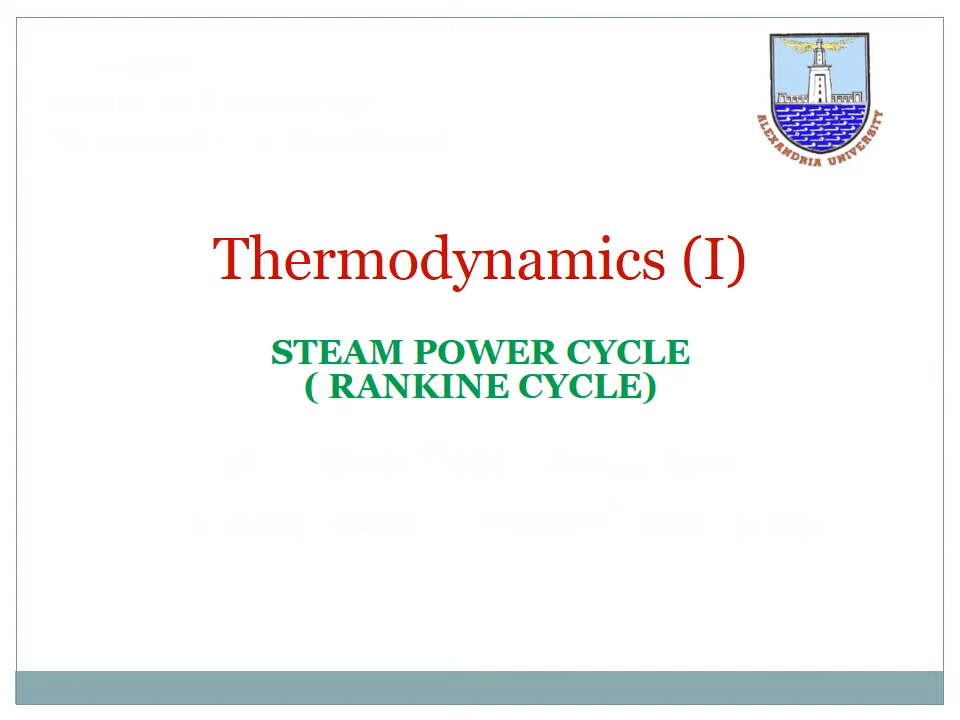 ALEXANDRIA UNIVERSITY
Thermodynamics (I)
STEAM POWER CYCLE
( RANKINE CYCLE)